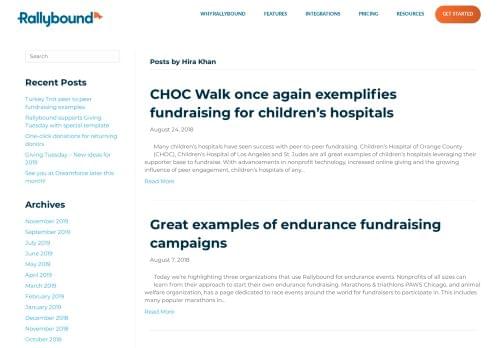 Rallybound
WHY RALLYBOUND
FEATURES
INTEGRATIONS
PRICING
RESOURCES
GET STARTED
Search
Recent Posts
Turkey Trot peer to peer
fundraising examples
Rallybound supports Giving
Tuesday with special template
One-click donations for returning
donors
Giving Tuesday – New ideas for
2019
See you at Dreamforce later this
month!
Archives
November 2019
September 2019
July 2019
June 2019
May 2019
April 2019
March 2019
February 2019
January 2019
December 2018
November 2018
October 2018
Posts by Hira Khan
CHOC Walk once again exemplifies
fundraising for children's hospitals
August 24, 2018
Many children's hospitals have seen success with peer-to-peer fundraising. Children's Hospital of Orange County
(CHOC), Children's Hospital of Los Angeles and St. Judes are all great examples of children's hospitals leveraging their
supporter base to fundraise. With advancements in nonprofit technology, increased online giving and the growing
influence of peer engagement, children's hospitals of any...
Read More
Great examples of endurance fundraising
campaigns
August 7, 2018
Today we're highlighting three organizations that use Rallybound for endurance events. Nonprofits of all sizes can
learn from their approach to start their own endurance fundraising. Marathons & triathlons PAWS Chicago, and animal
welfare organization, has a page dedicated to race events around the world for fundraisers to participate in. This includes
many popular marathons in...
Read More